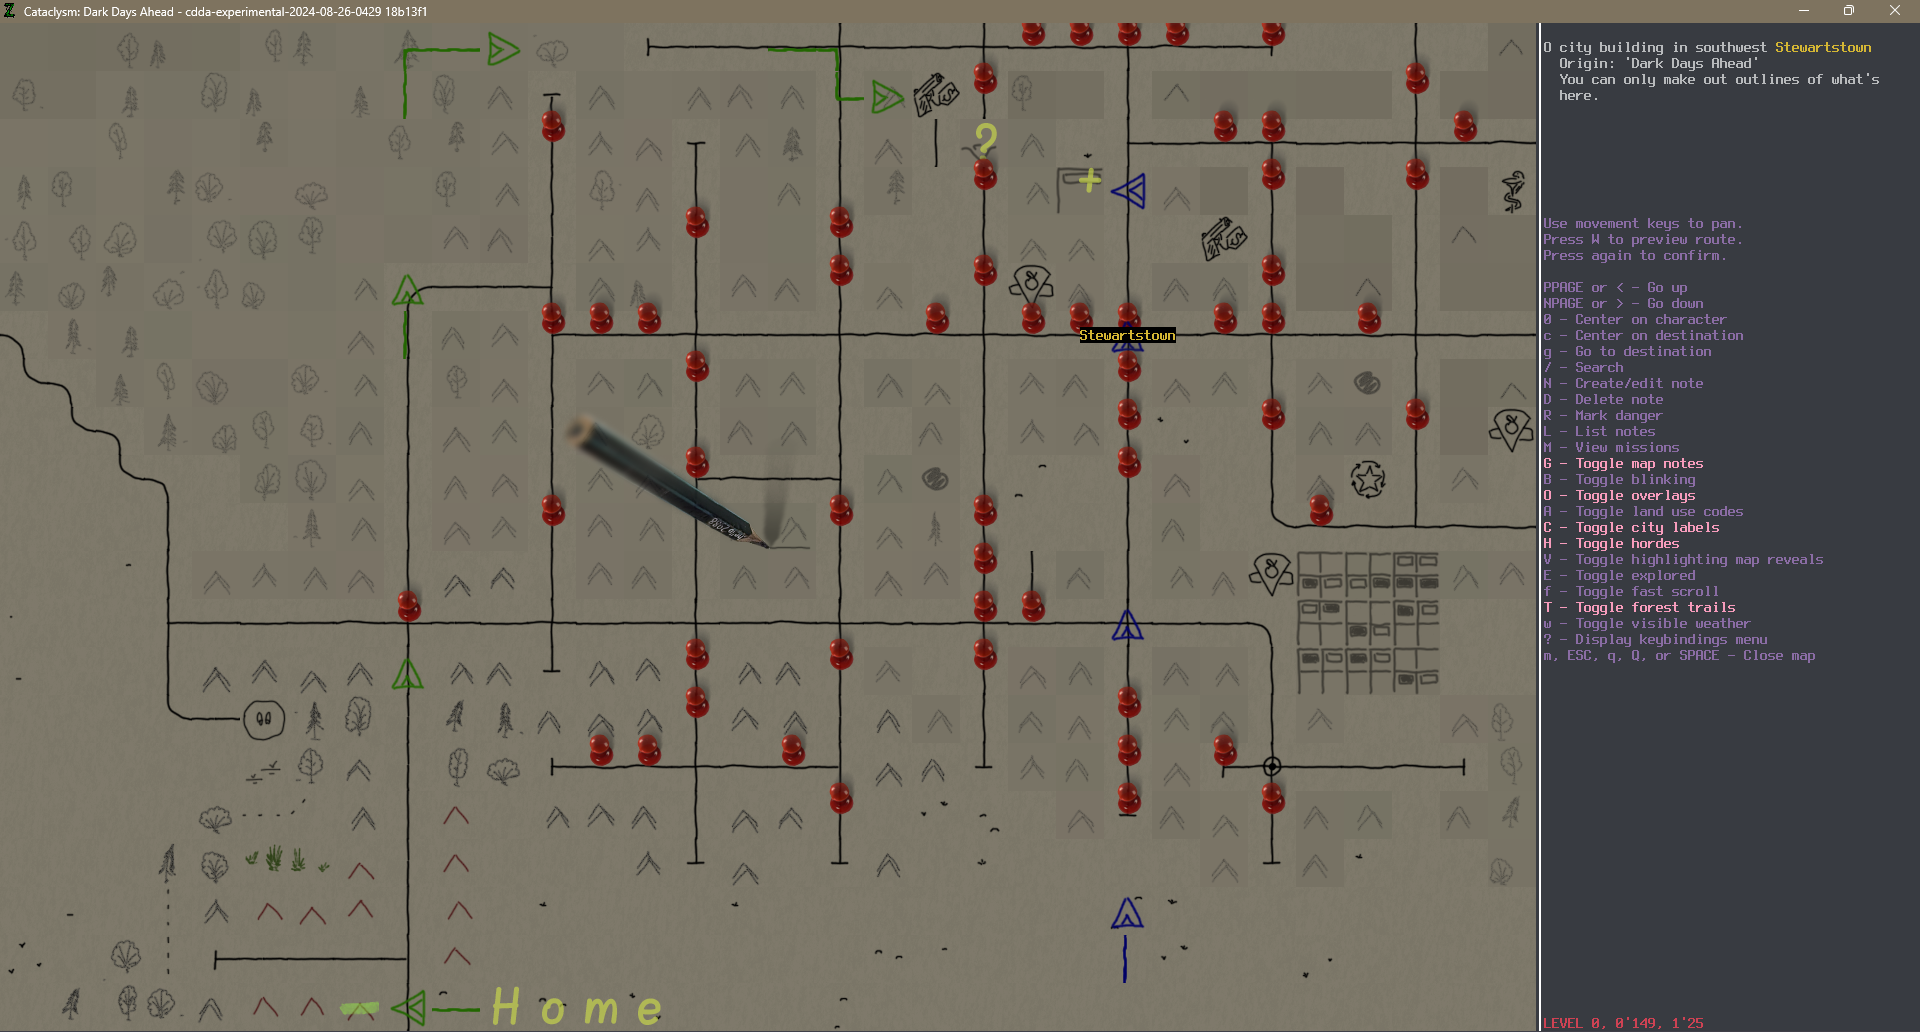 Cataclysm: Dark Days Ahead - cdda-experimental-2024-08-26-0429 18b13f1
O city building in southwest Stewartstown
Origin: 'Dark Days Ahead'
You can only make out outlines of what's
here.
Use movement keys to pan.
Press W to preview route.
Press again to confirm.
PPAGE or < - Go up
NPAGE or > - Go down
0 - Center on character
c - Center on destination
g - Go to destination
/ - Search
N - Create/edit note
D - Delete note
R - Mark danger
L - List notes
M - View missions
G - Toggle map notes
B - Toggle blinking
O - Toggle overlays
A - Toggle land use codes
C - Toggle city labels
H - Toggle hordes
V - Toggle highlighting map reveals
E - Toggle explored
f - Toggle fast scroll
T - Toggle forest trails
w - Toggle visible weather
? - Display keybindings menu
m, ESC, q, Q, or SPACE - Close map
LEVEL 0, 0'149, 1'25
?
+
Stewartstown
Home